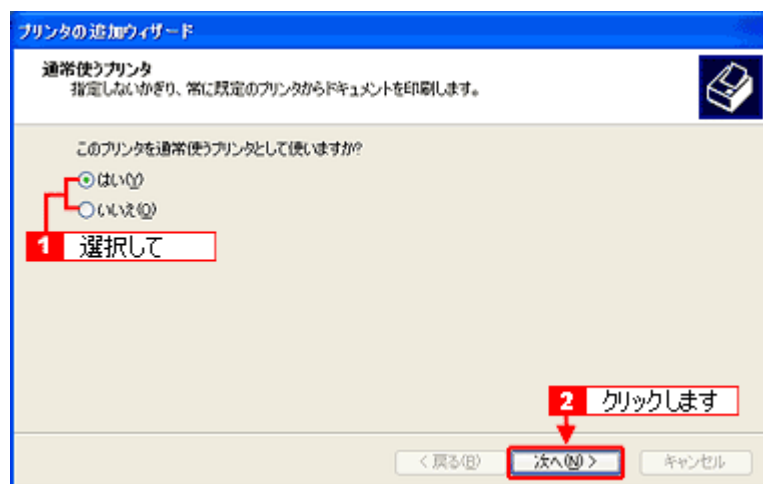 プリンタの追加ウィザード
通常使うプリンタ
指定しないかぎり、常に既定のプリンタからドキュメントを印刷します。
このプリンタを通常使うプリンタとして使いますか?
はい(Y)
いいえ(O)
1 選択して
2 クリックします
< 戻る(B) 次へ(N) > キャンセル